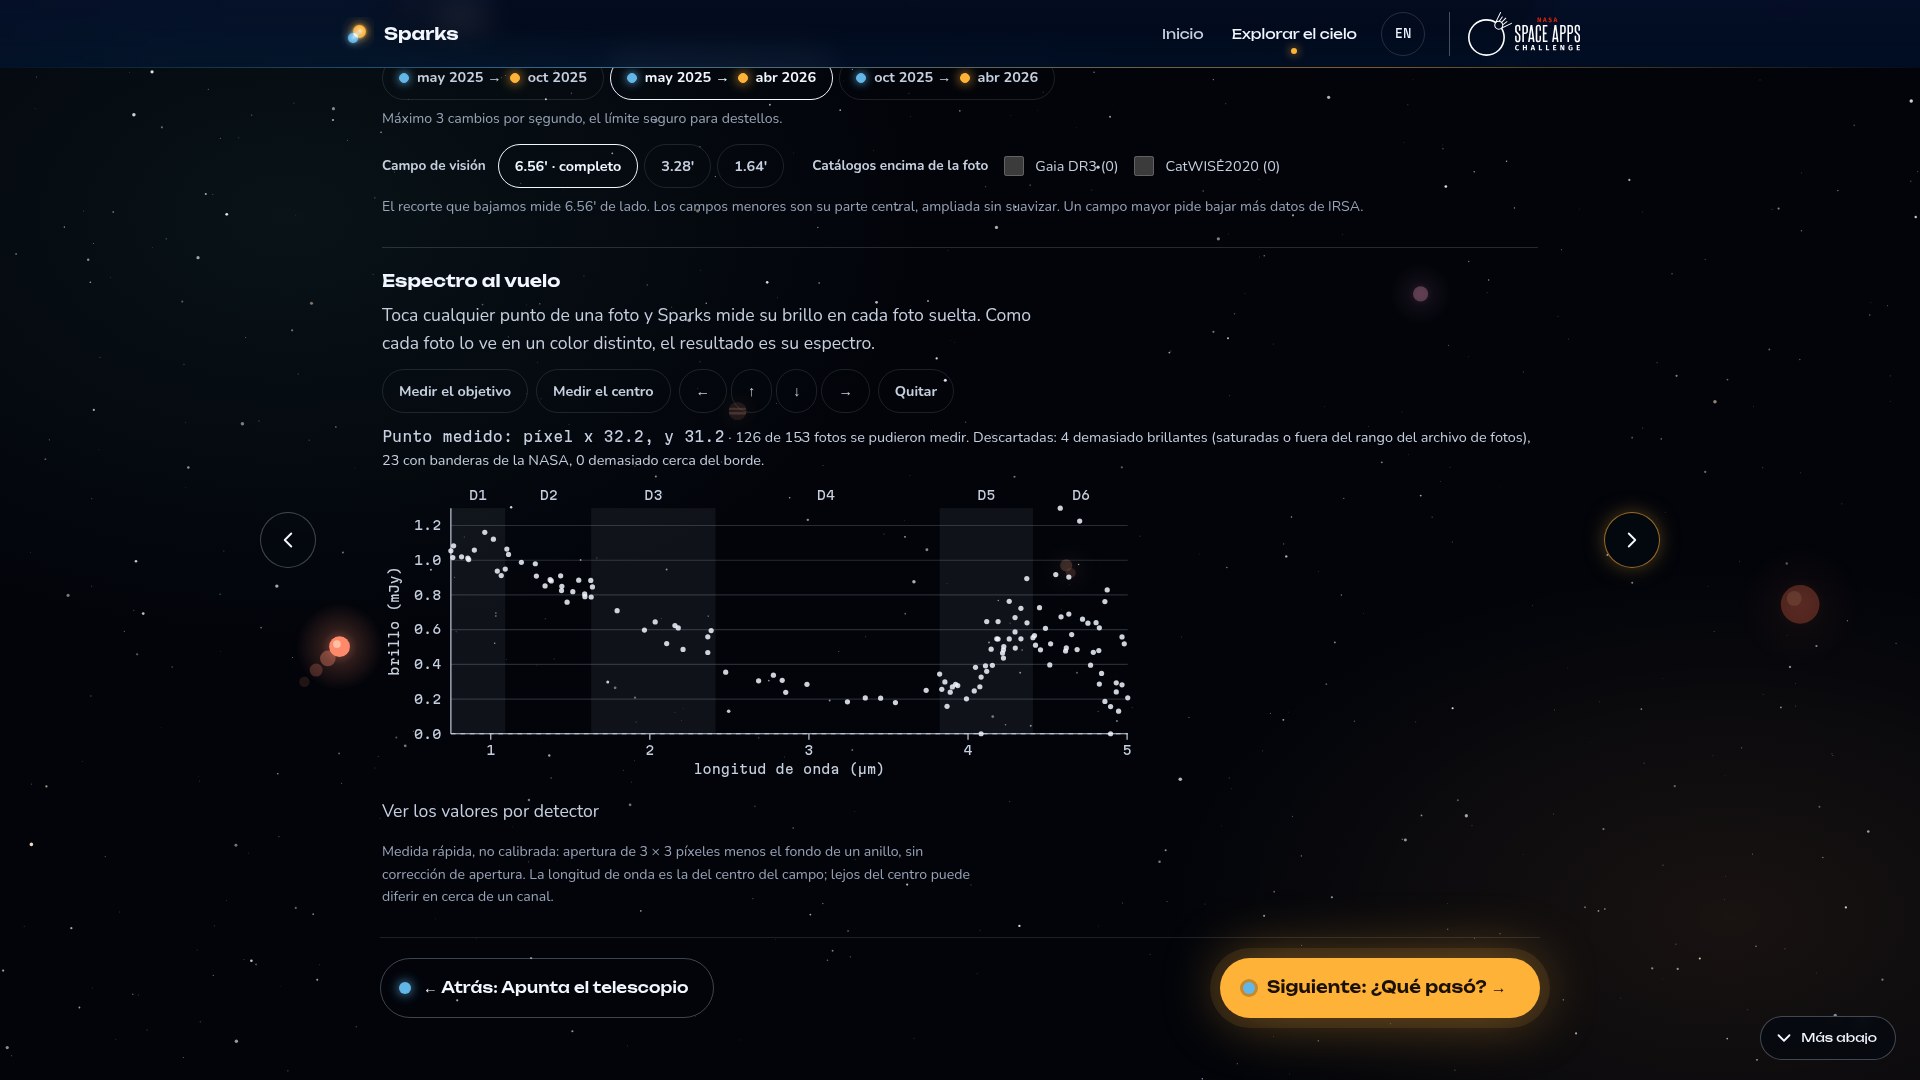 Sparks
Inicio
Explorar el cielo
EN
NASA
SPACE APPS
CHALLENGE
may 2025 → oct 2025
may 2025 → abr 2026
oct 2025 → abr 2026
Máximo 3 cambios por segundo, el límite seguro para destellos.
Campo de visión
6.56' · completo
3.28'
1.64'
Catálogos encima de la foto
Gaia DR3 (0)
CatWISE2020 (0)
El recorte que bajamos mide 6.56' de lado. Los campos menores son su parte central, ampliada sin suavizar. Un campo mayor pide bajar más datos de IRSA.
Espectro al vuelo
Toca cualquier punto de una foto y Sparks mide su brillo en cada foto suelta. Como
cada foto lo ve en un color distinto, el resultado es su espectro.
Medir el objetivo
Medir el centro
←
↑
↓
→
Quitar
Punto medido: píxel x 32.2, y 31.2 · 126 de 153 fotos se pudieron medir. Descartadas: 4 demasiado brillantes (saturadas o fuera del rango del archivo de fotos),
23 con banderas de la NASA, 0 demasiado cerca del borde.
D1 D2 D3 D4 D5 D6
1.2
1.0
0.8
0.6
0.4
0.2
0.0
brillo (mJy)
1 2 3 4 5
longitud de onda (µm)
Ver los valores por detector
Medida rápida, no calibrada: apertura de 3 × 3 píxeles menos el fondo de un anillo, sin
corrección de apertura. La longitud de onda es la del centro del campo; lejos del centro puede
diferir en cerca de un canal.
← Atrás: Apunta el telescopio
Siguiente: ¿Qué pasó? →
Más abajo